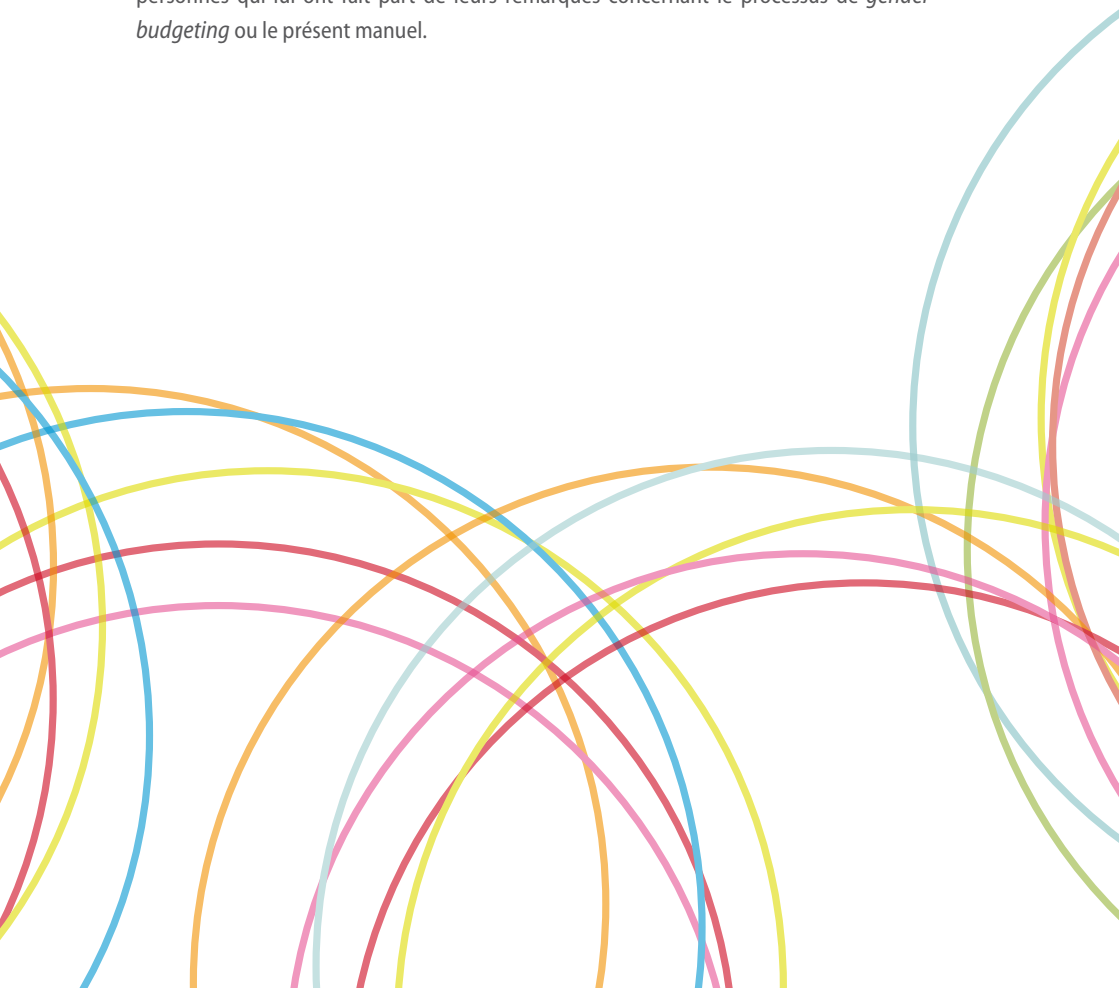 personnes qui lui ont fait part de leurs remarques concernant le processus de gender
budgeting ou le présent manuel.